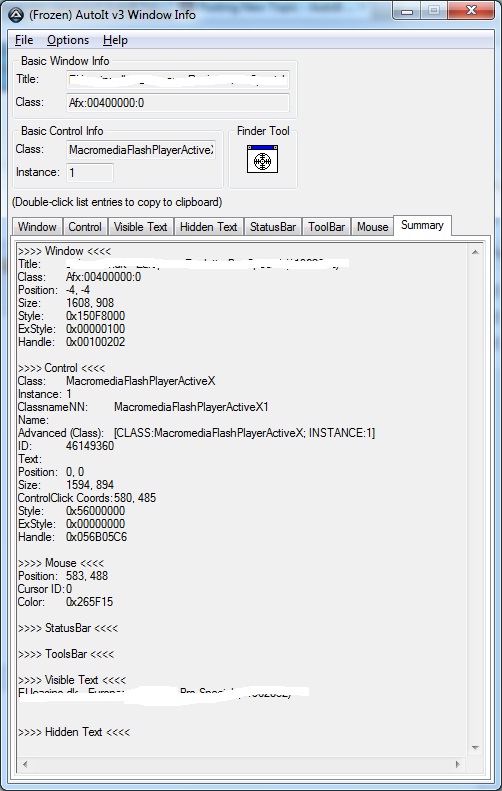 (Frozen) AutoIt v3 Window Info
File Options Help
Basic Window Info
Title:
Class: Afx:00400000:0
Basic Control Info
Class: MacromediaFlashPlayerActiveX
Instance: 1
Finder Tool
(Double-click list entries to copy to clipboard)
Window Control Visible Text Hidden Text StatusBar ToolBar Mouse Summary
>>>> Window <<<<
Title:
Class: Afx:00400000:0
Position: -4, -4
Size: 1608, 908
Style: 0x150F8000
ExStyle: 0x00000100
Handle: 0x00100202
>>>> Control <<<<
Class: MacromediaFlashPlayerActiveX
Instance: 1
ClassnameNN: MacromediaFlashPlayerActiveX1
Name:
Advanced (Class): [CLASS:MacromediaFlashPlayerActiveX; INSTANCE:1]
ID: 46149360
Text:
Position: 0, 0
Size: 1594, 894
ControlClick Coords: 580, 485
Style: 0x56000000
ExStyle: 0x00000000
Handle: 0x056B05C6
>>>> Mouse <<<<
Position: 583, 488
Cursor ID: 0
Color: 0x265F15
>>>> StatusBar <<<<
>>>> ToolsBar <<<<
>>>> Visible Text <<<<
>>>> Hidden Text <<<<